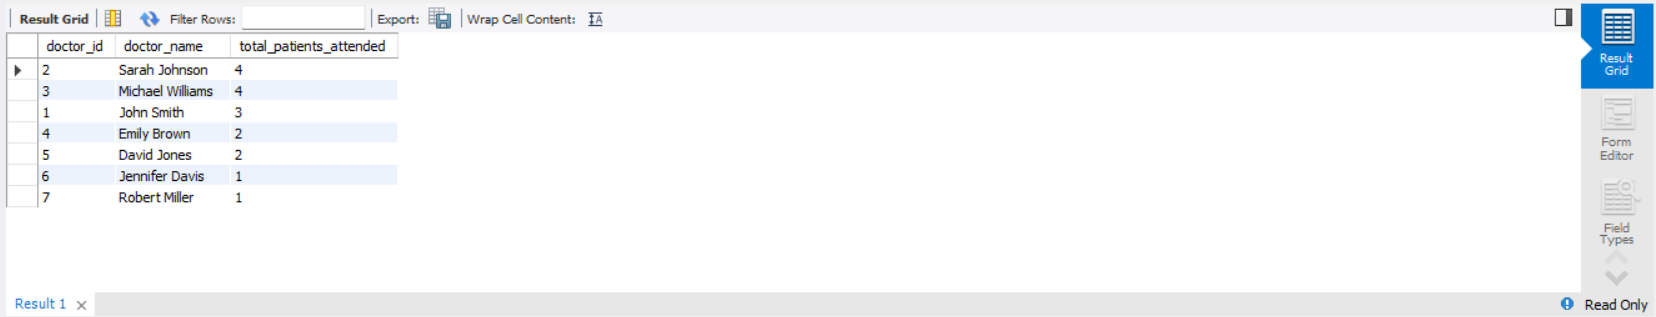 Result Grid Filter Rows: Export: Wrap Cell Content:
doctor_id doctor_name total_patients_attended
2 Sarah Johnson 4
3 Michael Williams 4
1 John Smith 3
4 Emily Brown 2
5 David Jones 2
6 Jennifer Davis 1
7 Robert Miller 1
Result
Grid
Form
Editor
Field
Types
Result 1
Read Only